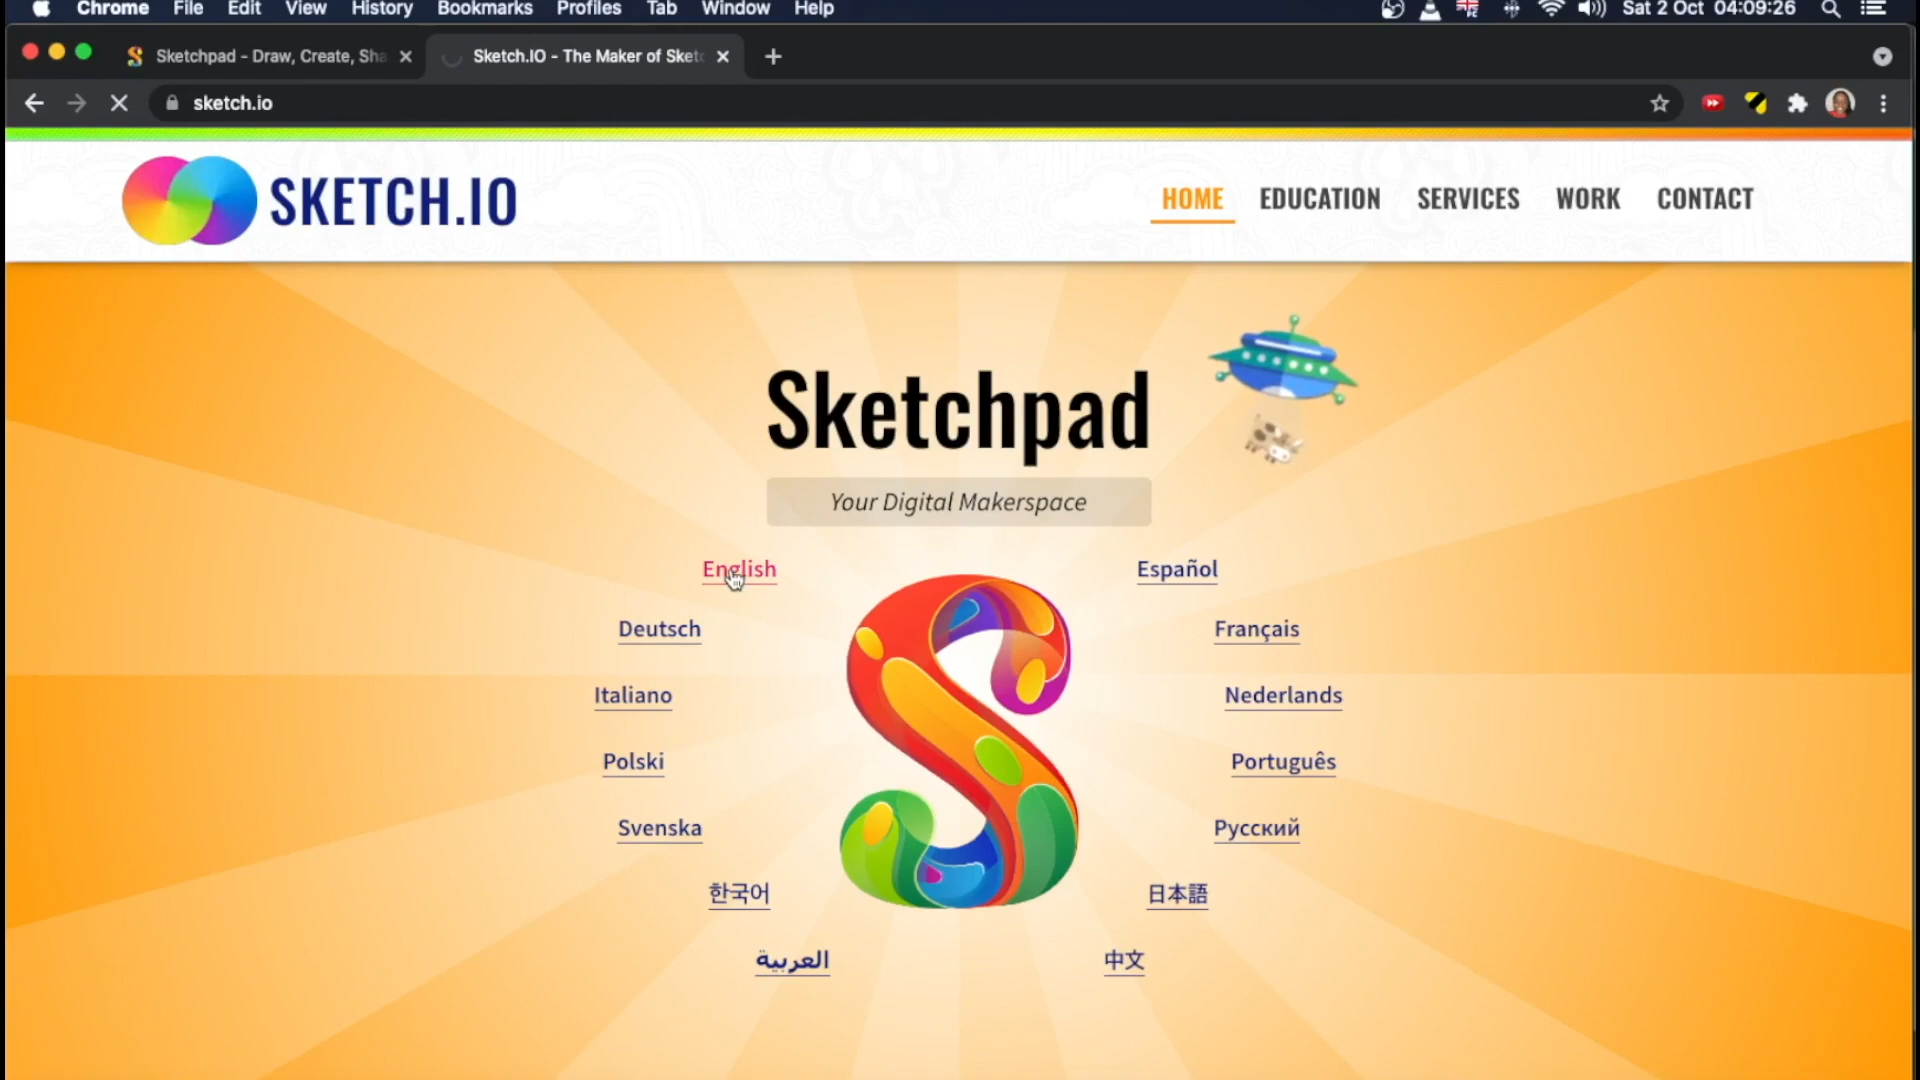 Chrome File Edit View History Bookmarks Profiles Tab Window Help Sat 2 Oct 04:09:26
Sketchpad - Draw, Create, Sha Sketch.IO - The Maker of Sket
sketch.io
SKETCH.IO HOME EDUCATION SERVICES WORK CONTACT
Sketchpad
Your Digital Makerspace
English Español
Deutsch Français
Italiano Nederlands
Polski Português
Svenska Русский
한국어 日本語
العربية 中文